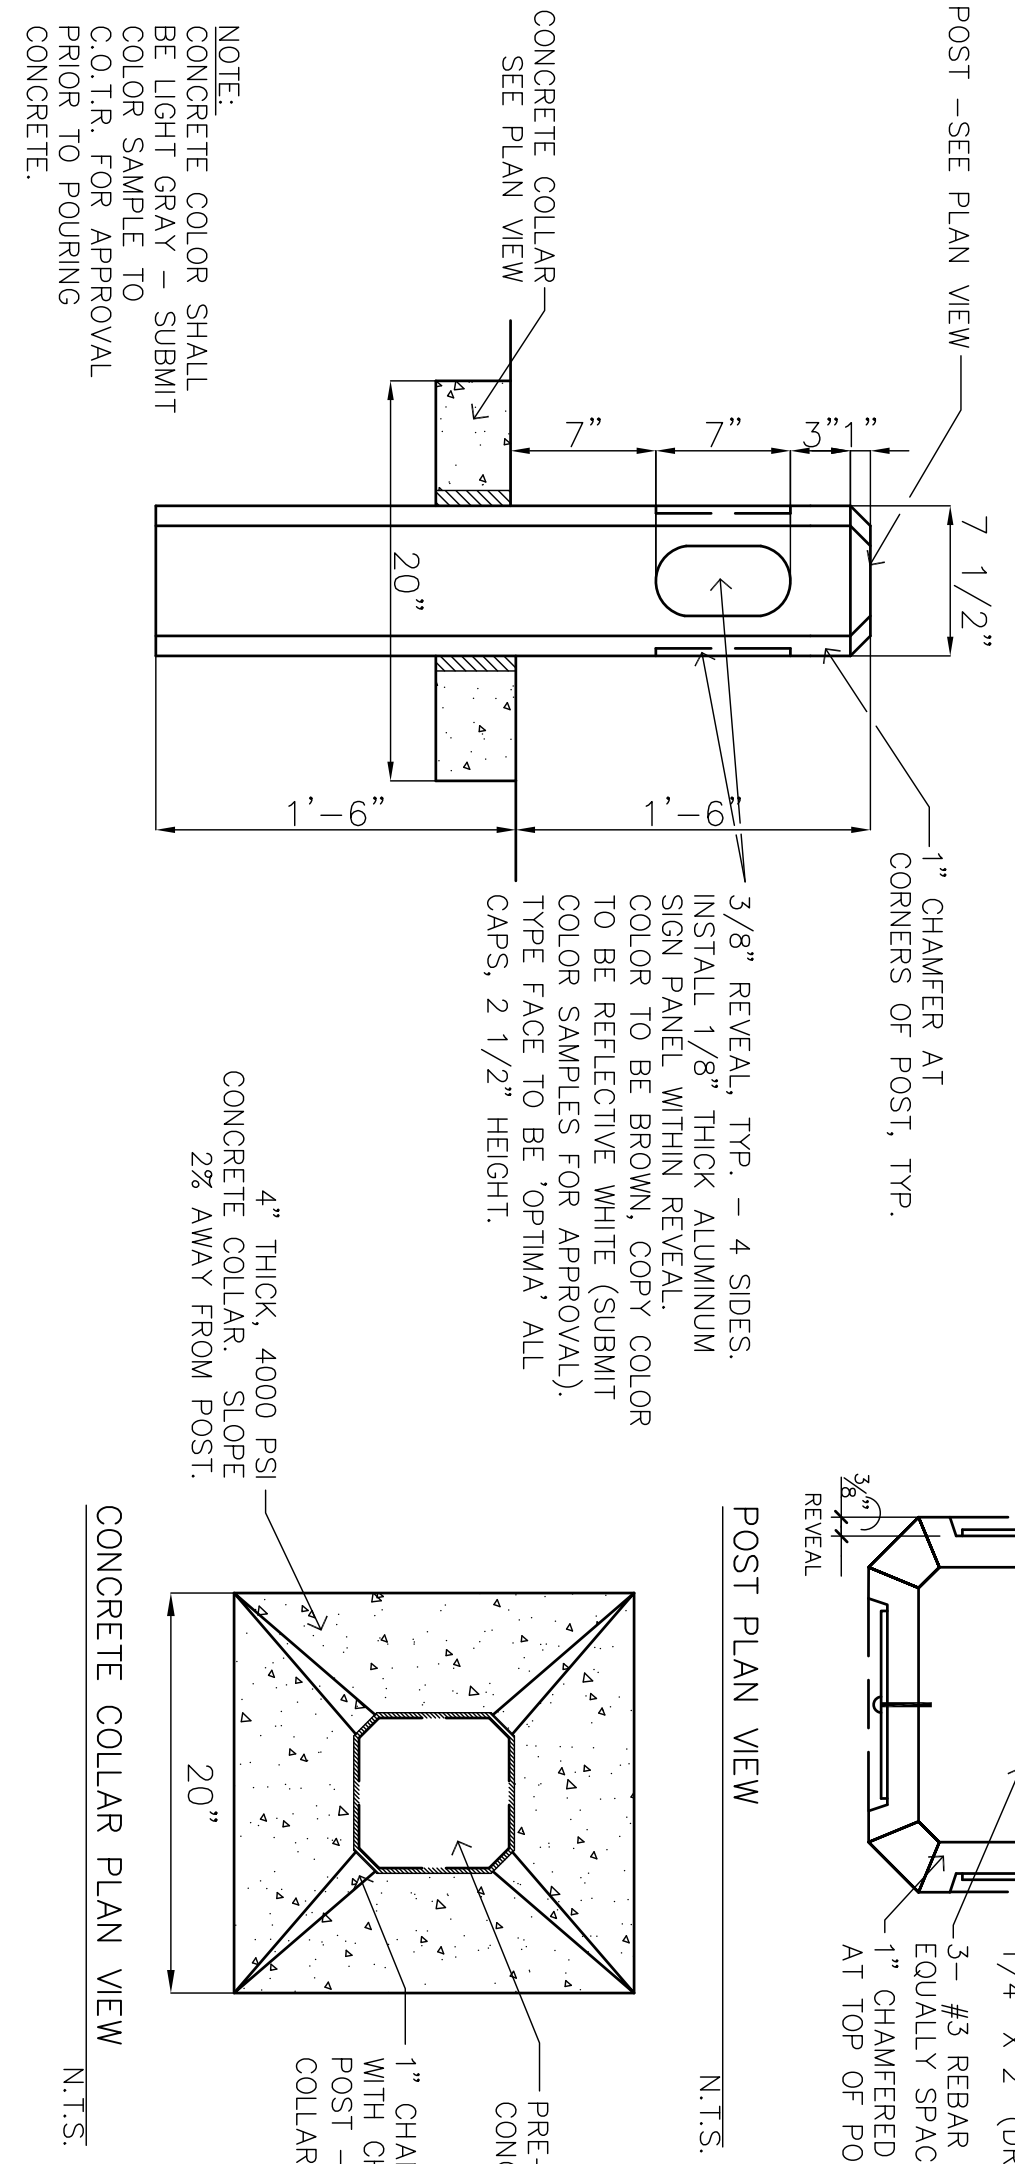 POST -SEE PLAN VIEW
7 1/2"
1"
3"
7"
7"
1" CHAMFER AT
CORNERS OF POST, TYP.
CONCRETE COLLAR
SEE PLAN VIEW
20"
1'-6"
1'-6"
3/8" REVEAL, TYP. - 4 SIDES.
INSTALL 1/8" THICK ALUMINUM
SIGN PANEL WITHIN REVEAL.
COLOR TO BE BROWN, COPY COLOR
TO BE REFLECTIVE WHITE (SUBMIT
COLOR SAMPLES FOR APPROVAL).
TYPE FACE TO BE 'OPTIMA' ALL
CAPS, 2 1/2" HEIGHT.
NOTE:
CONCRETE COLOR SHALL
BE LIGHT GRAY - SUBMIT
COLOR SAMPLE TO
C.O.T.R. FOR APPROVAL
PRIOR TO POURING
CONCRETE.
3/8"
REVEAL
1/4" X 2" (DR
3- #3 REBAR
EQUALLY SPAC
1" CHAMFERED
AT TOP OF PO
POST PLAN VIEW
N.T.S.
4" THICK, 4000 PSI
CONCRETE COLLAR. SLOPE
2% AWAY FROM POST.
20"
PRE-
CONC
1" CHA
WITH CH
POST -
COLLAR
CONCRETE COLLAR PLAN VIEW
N.T.S.